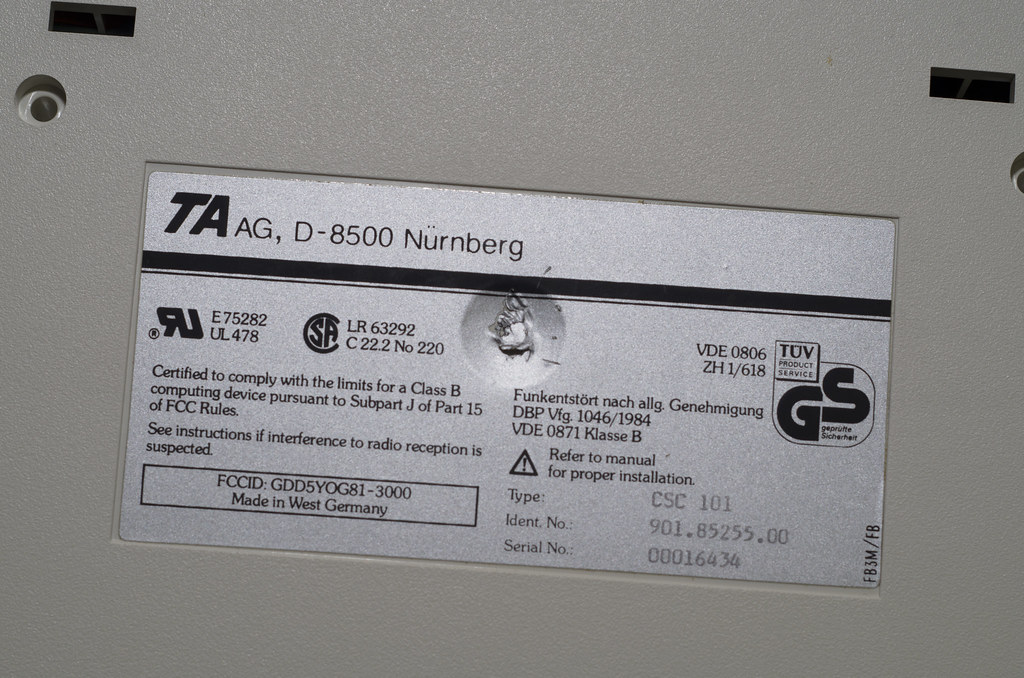 TA AG, D-8500 Nürnberg
® RU E 75282
UL 478
SA LR 63292
C 22.2 No 220
Certified to comply with the limits for a Class B
computing device pursuant to Subpart J of Part 15
of FCC Rules.
See instructions if interference to radio reception is
suspected.
FCCID: GDD5YOG81-3000
Made in West Germany
VDE 0806
ZH 1/618
TÜV
PRODUCT
SERVICE
GS
geprüfte
Sicherheit
Funkentstört nach allg. Genehmigung
DBP Vfg. 1046/1984
VDE 0871 Klasse B
Refer to manual
for proper installation.
Type: CSC 101
Ident. No.: 901.85255.00
Serial No.: 00016434
FB3M/FB